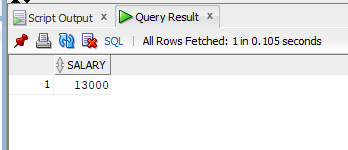 Script Output x Query Result x
SQL | All Rows Fetched: 1 in 0.105 seconds
SALARY
1 13000